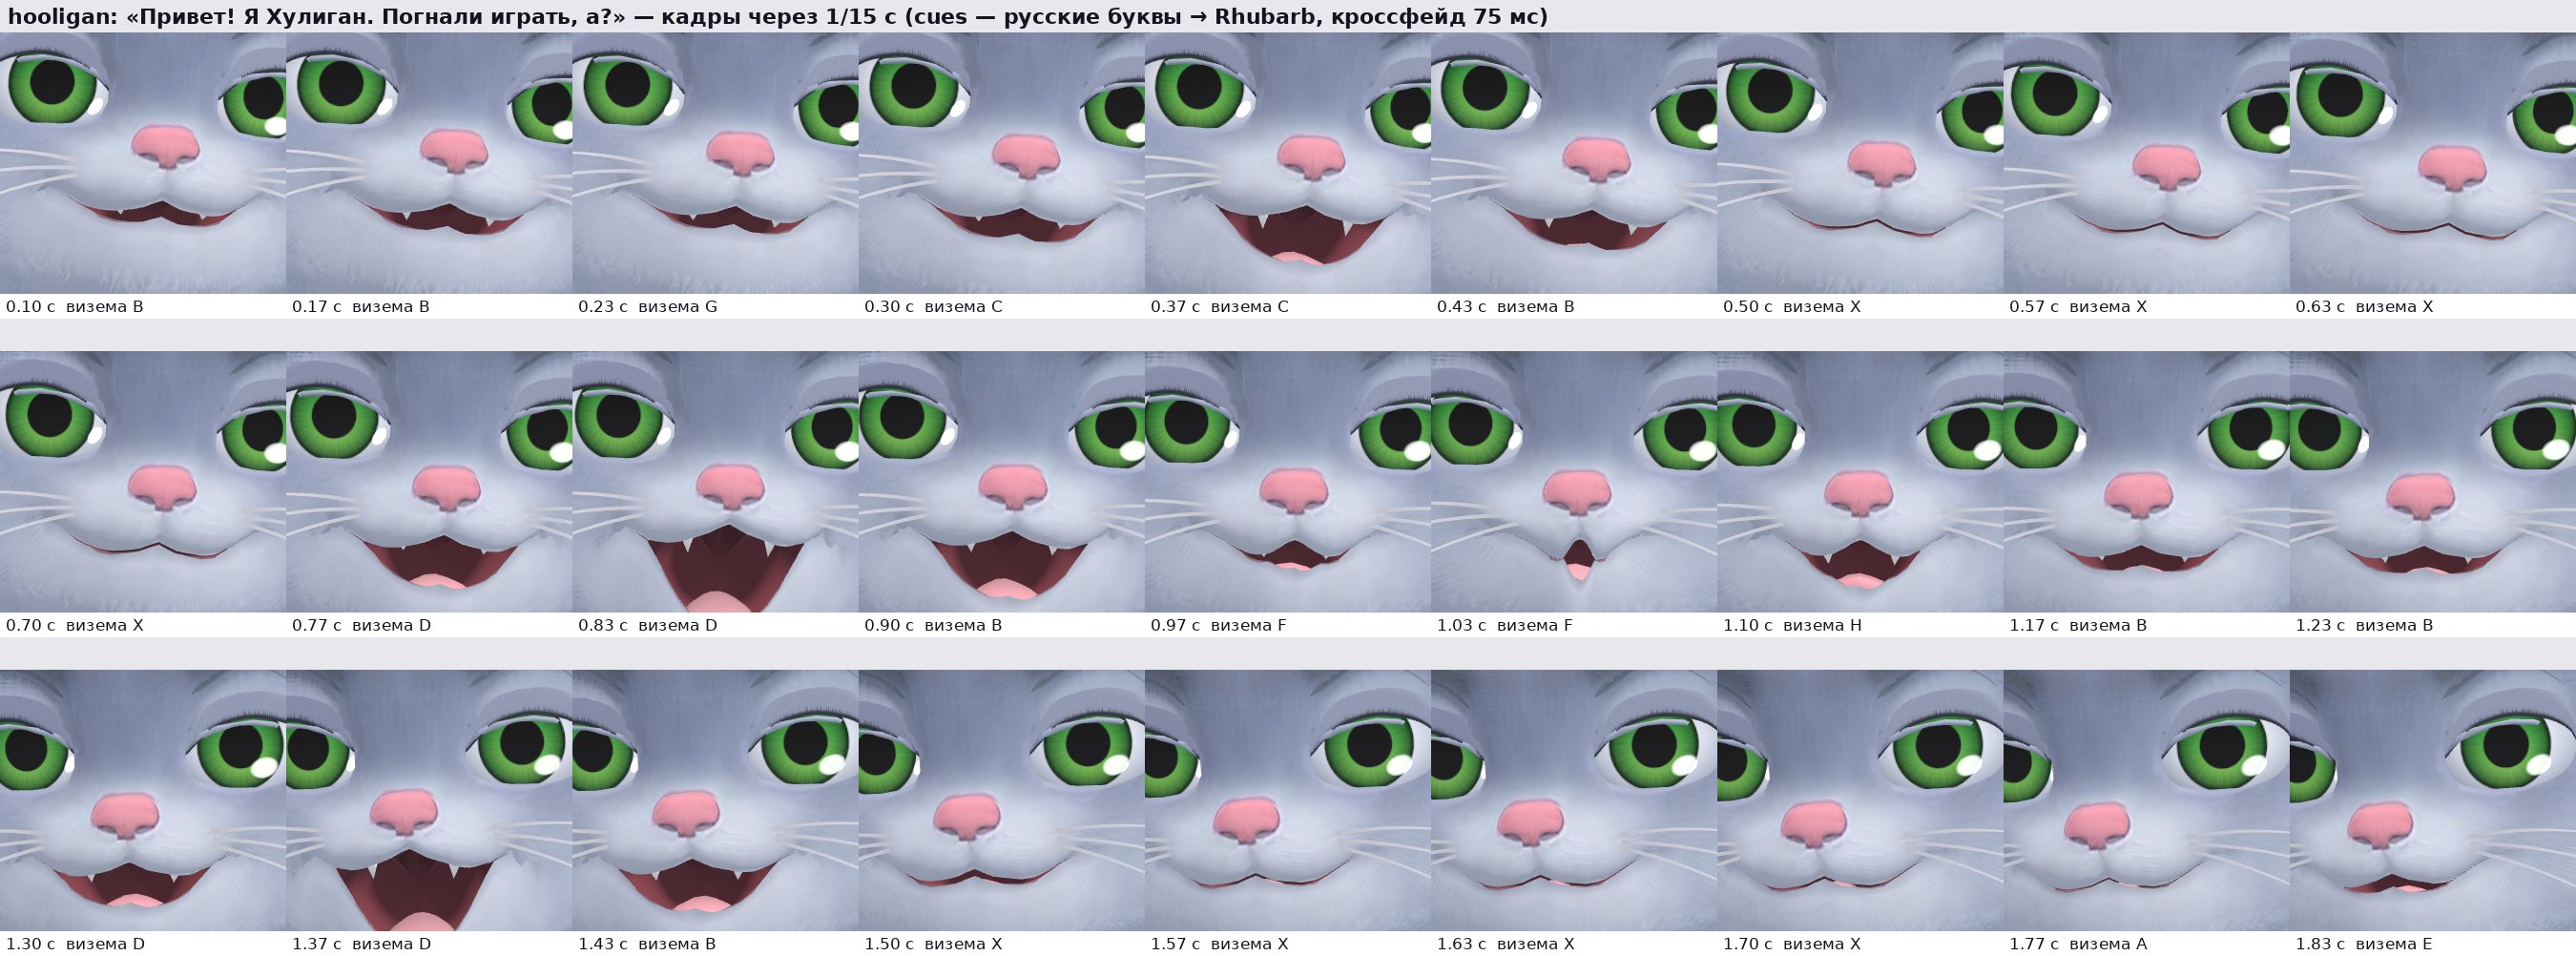 hooligan: «Привет! Я Хулиган. Погнали играть, а?» — кадры через 1/15 с (cues — русские буквы → Rhubarb, кроссфейд 75 мс)
0.10 с визема B
0.17 с визема B
0.23 с визема G
0.30 с визема C
0.37 с визема C
0.43 с визема B
0.50 с визема X
0.57 с визема X
0.63 с визема X
0.70 с визема X
0.77 с визема D
0.83 с визема D
0.90 с визема B
0.97 с визема F
1.03 с визема F
1.10 с визема H
1.17 с визема B
1.23 с визема B
1.30 с визема D
1.37 с визема D
1.43 с визема B
1.50 с визема X
1.57 с визема X
1.63 с визема X
1.70 с визема X
1.77 с визема A
1.83 с визема E